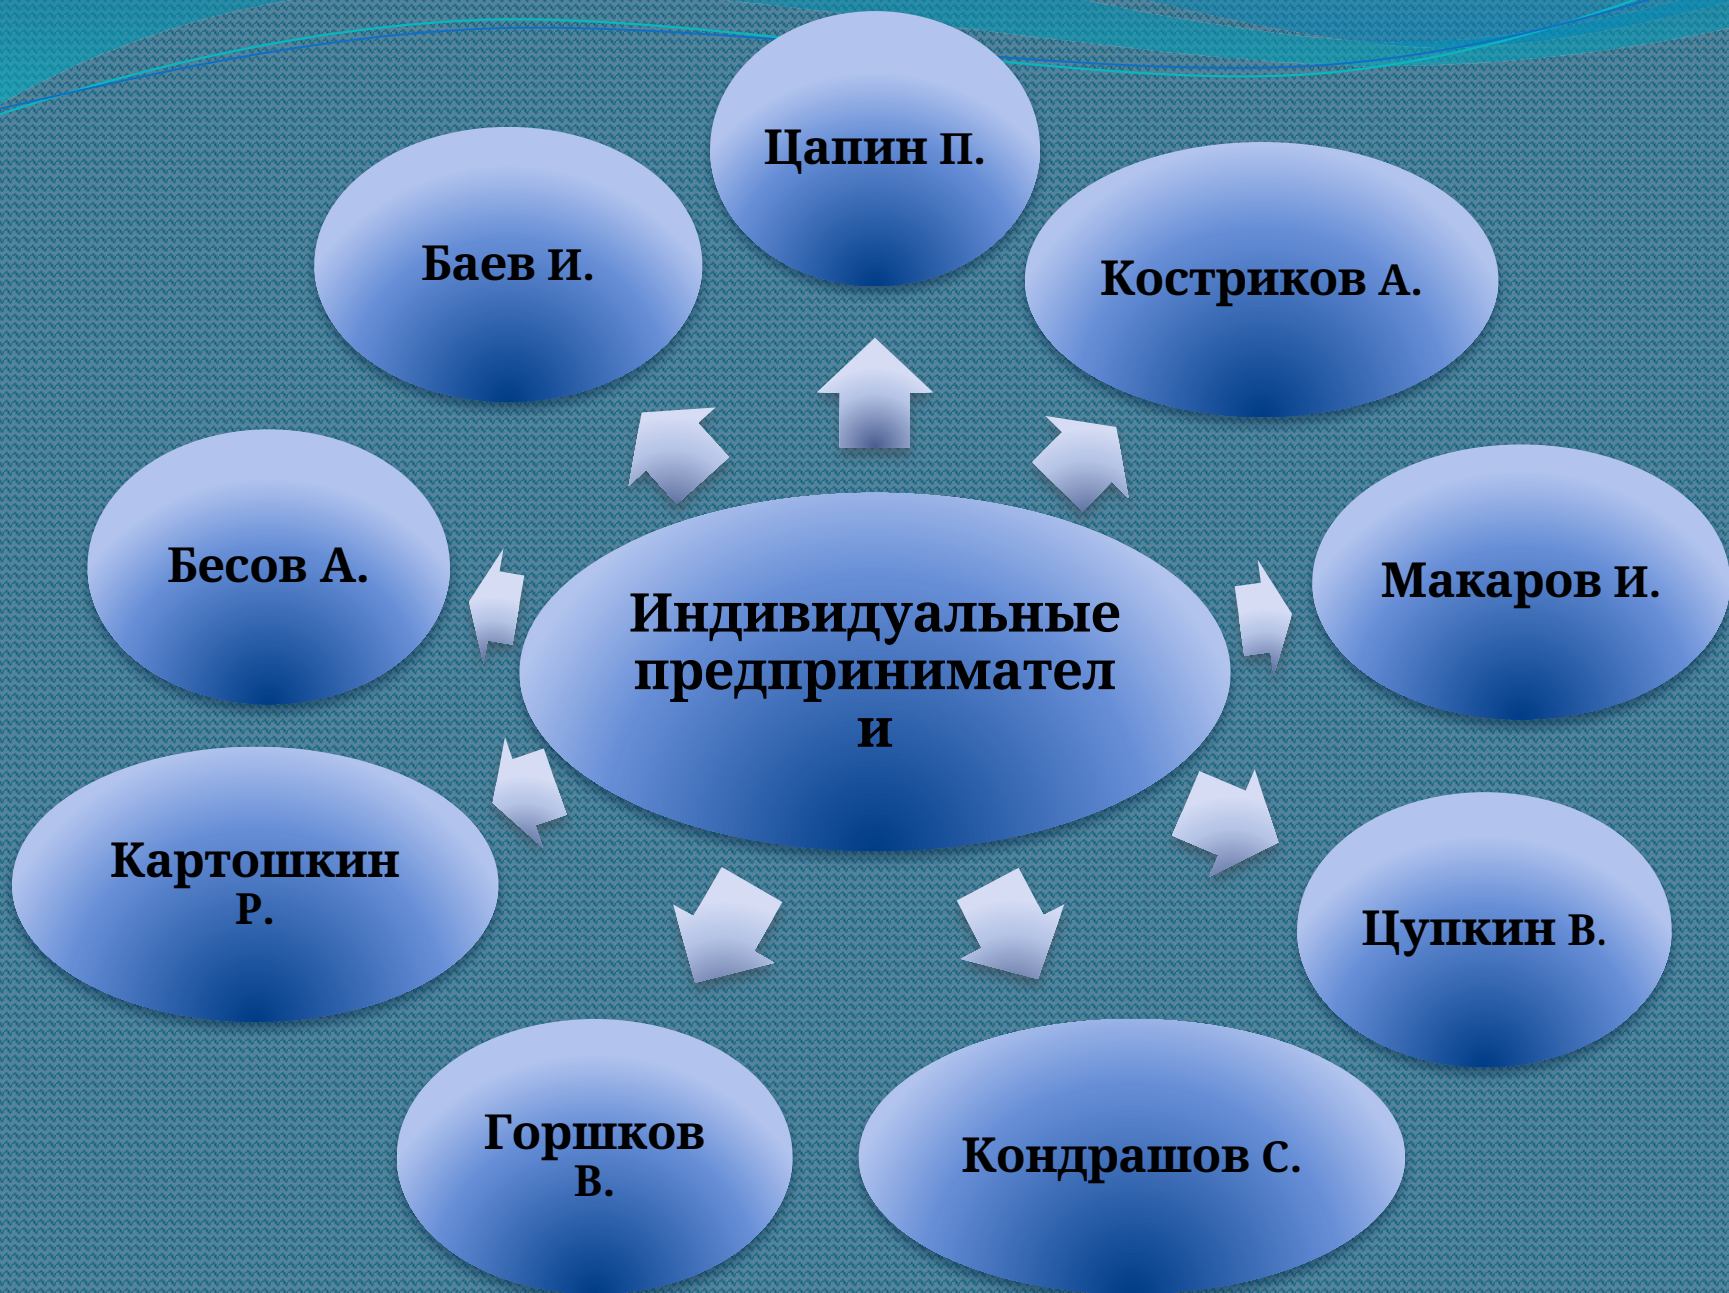 Цапин П.
Баев И.
Костриков А.
Бесов А.
Макаров И.
Индивидуальные
предпринимател
и
Картошкин
Р.
Цупкин В.
Горшков
В.
Кондрашов С.